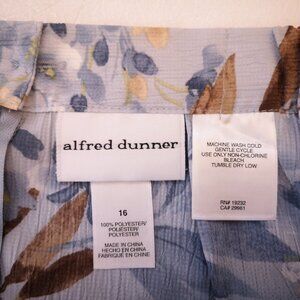 alfred dunner
16
100% POLYESTER/
POLIÉSTER/
POLYESTER
MADE IN CHINA
HECHO EN CHINA
FABRIQUÉ EN CHINE
MACHINE WASH COLD
GENTLE CYCLE
USE ONLY NON-CHLORINE
BLEACH
TUMBLE DRY LOW
RN# 19232
CA# 29981